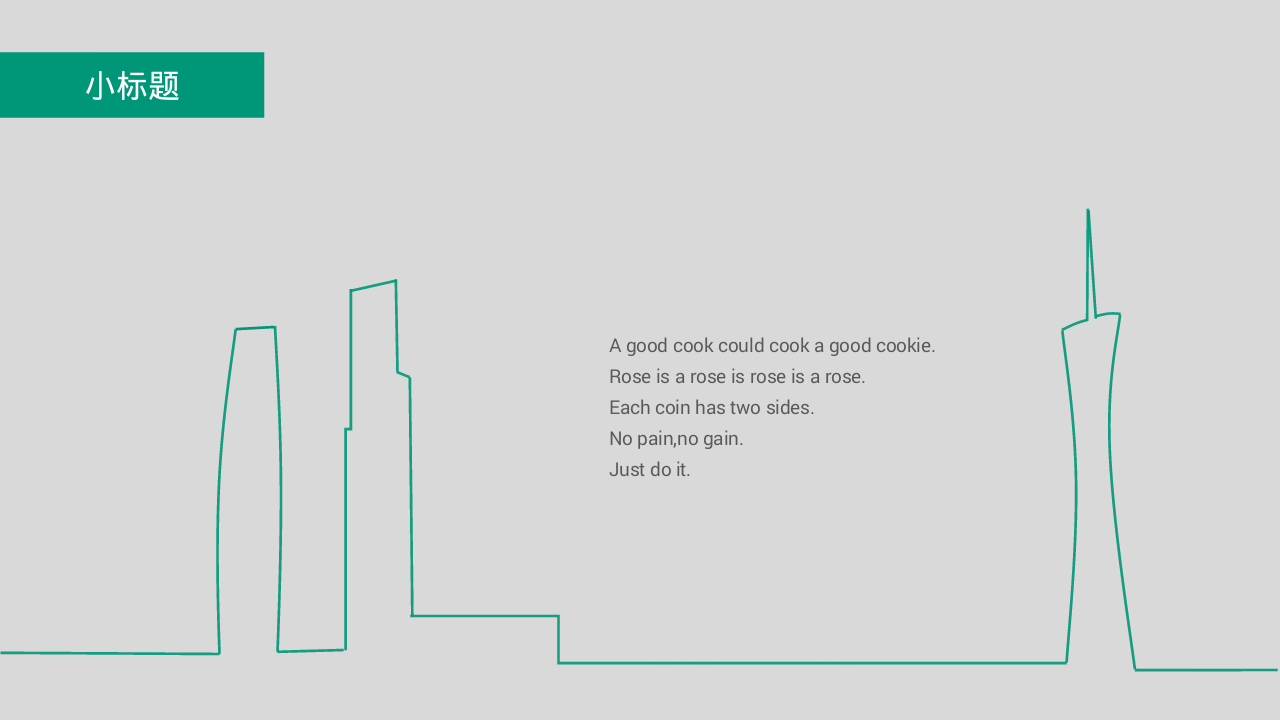 小标题
A good cook could cook a good cookie.
Rose is a rose is rose is a rose.
Each coin has two sides.
No pain,no gain.
Just do it.